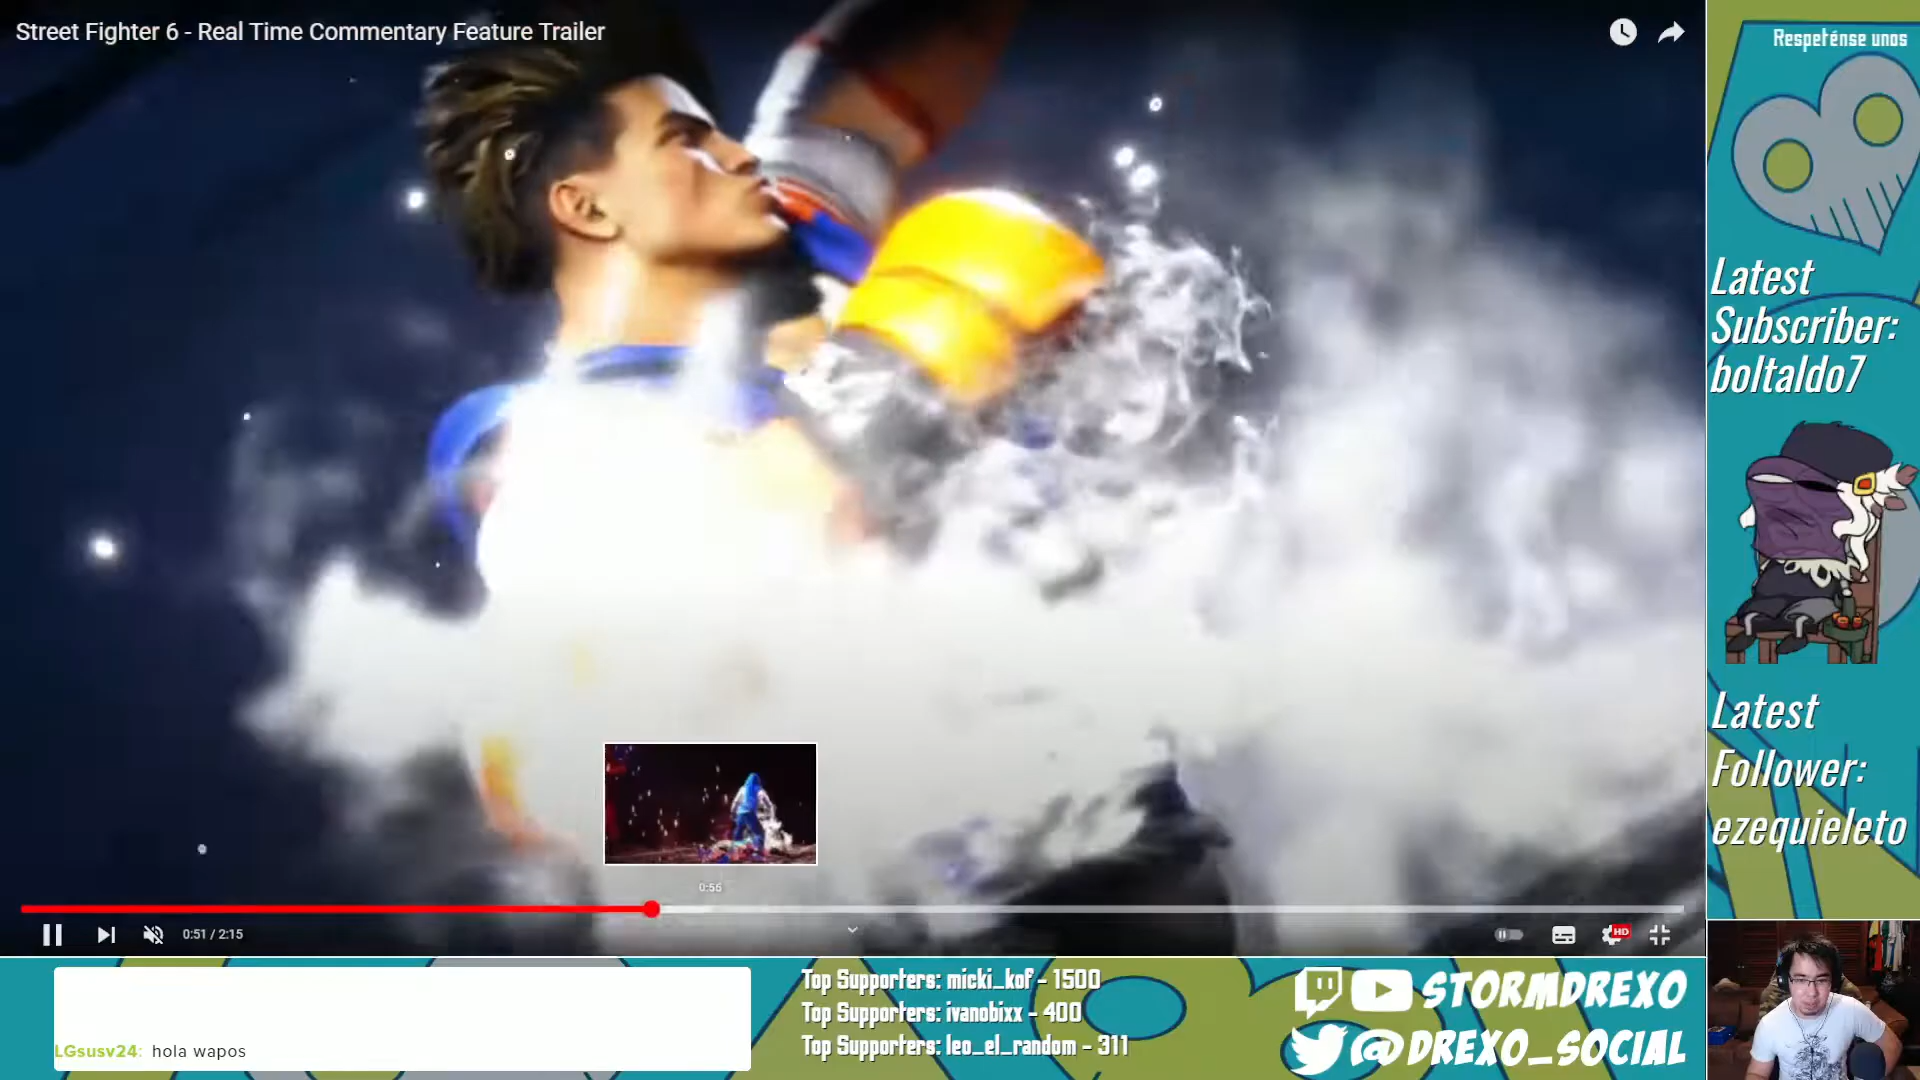 Street Fighter 6 - Real Time Commentary Feature Trailer
Respeténse unos
Latest
Subscriber:
boltaldo7
Latest
Follower:
ezequieleto
0:56
0:51 / 2:15
HD
LGsusv24: hola wapos
Top Supporters: micki_kof - 1500
Top Supporters: ivanobixx - 400
Top Supporters: leo_el_random - 311
STORMDREXO
@DREXO_SOCIAL